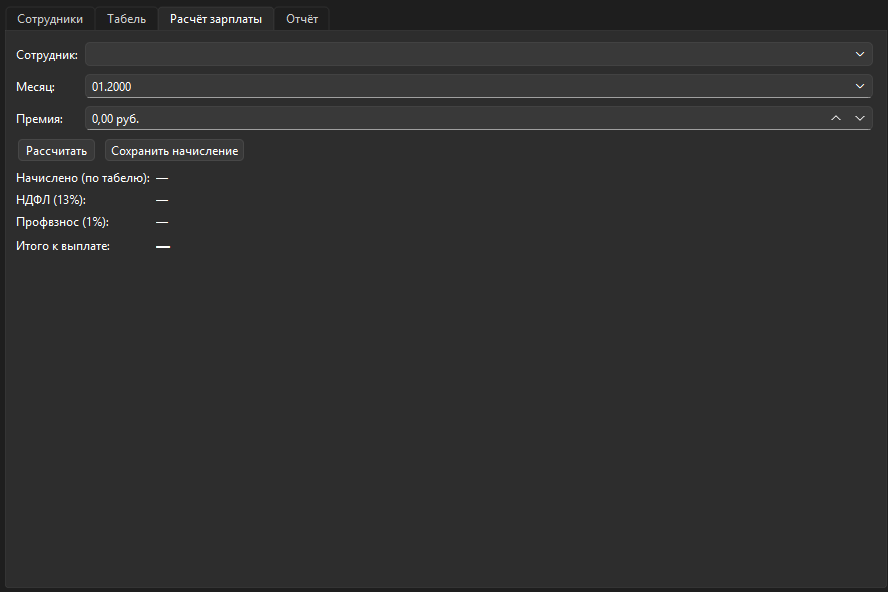 Сотрудники Табель Расчёт зарплаты Отчёт
Сотрудник:
Месяц: 01.2000
Премия: 0,00 руб.
Рассчитать Сохранить начисление
Начислено (по табелю): —
НДФЛ (13%): —
Профвзнос (1%): —
Итого к выплате: —